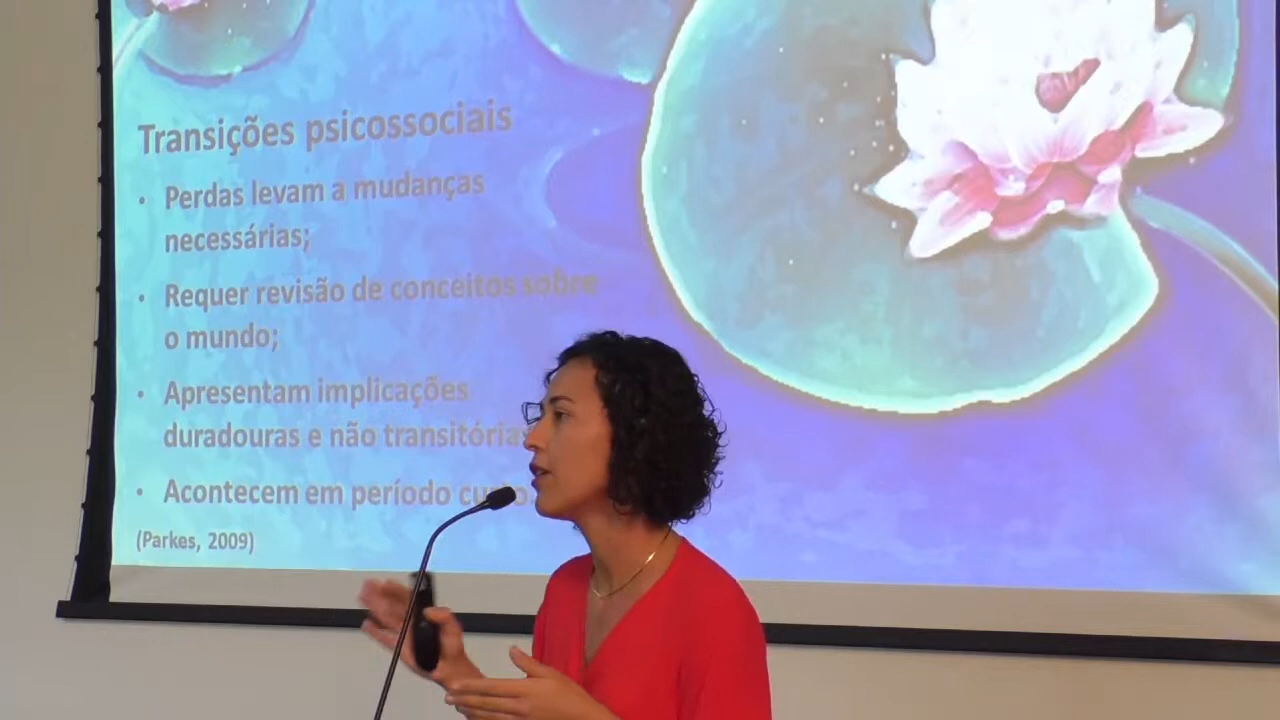 Transições psicossociais
• Perdas levam a mudanças
necessárias;
• Requer revisão de conceitos sobre
o mundo;
• Apresentam implicações
duradouras e não transitórias
• Acontecem em período curto.
(Parkes, 2009)